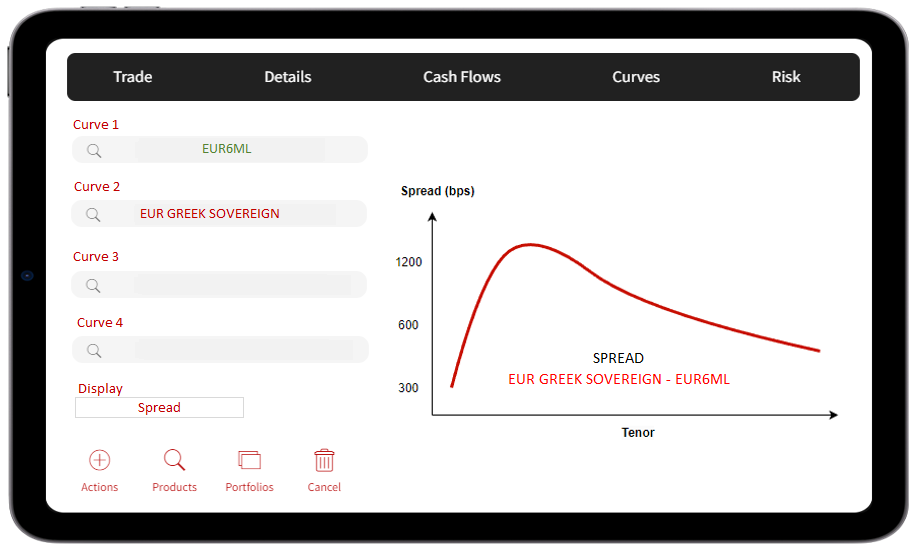 Trade Details Cash Flows Curves Risk
Curve 1
EUR6ML
Curve 2
EUR GREEK SOVEREIGN
Curve 3
Curve 4
Display
Spread
Actions Products Portfolios Cancel
Spread (bps)
1200
600
300
SPREAD
EUR GREEK SOVEREIGN - EUR6ML
Tenor